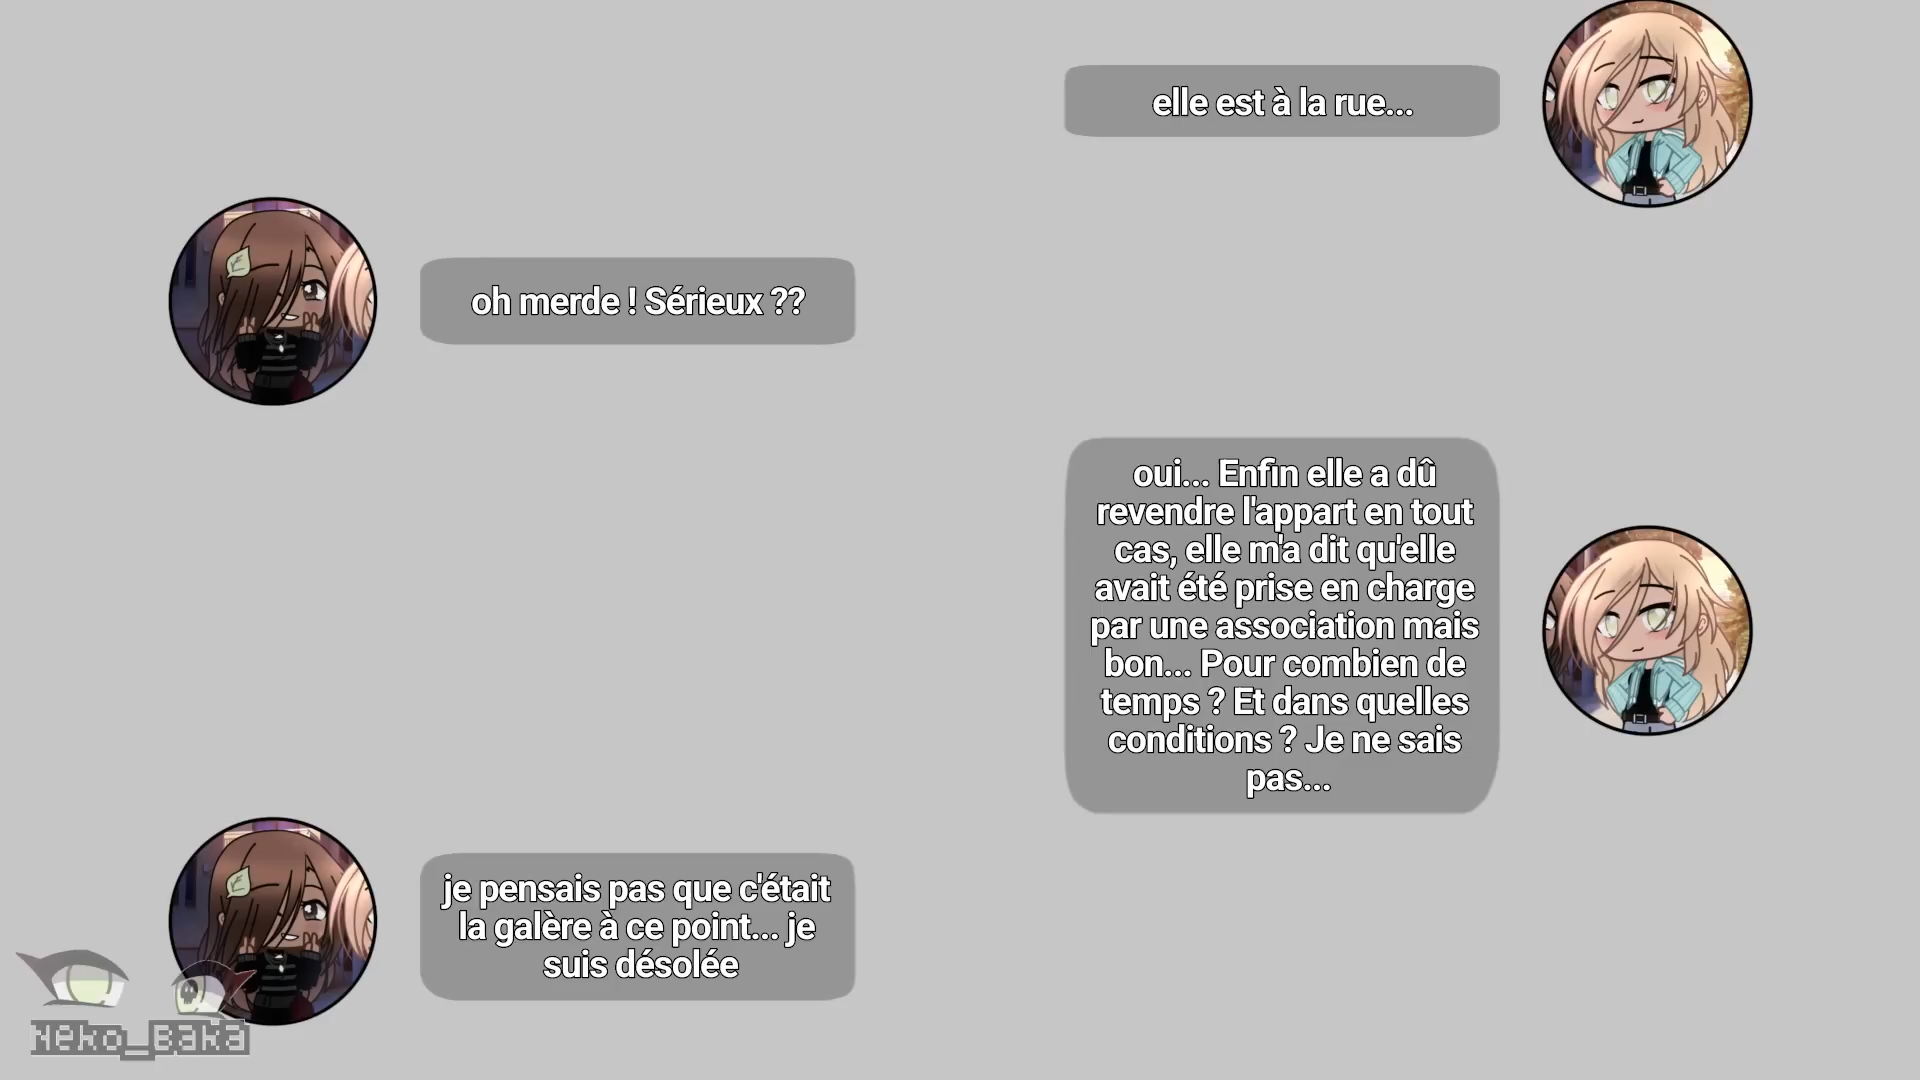 elle est à la rue...
oh merde ! Sérieux ??
oui... Enfin elle a dû
revendre l'appart en tout
cas, elle m'a dit qu'elle
avait été prise en charge
par une association mais
bon... Pour combien de
temps ? Et dans quelles
conditions ? Je ne sais
pas...
je pensais pas que c'était
la galère à ce point... je
suis désolée
Neko_Baka